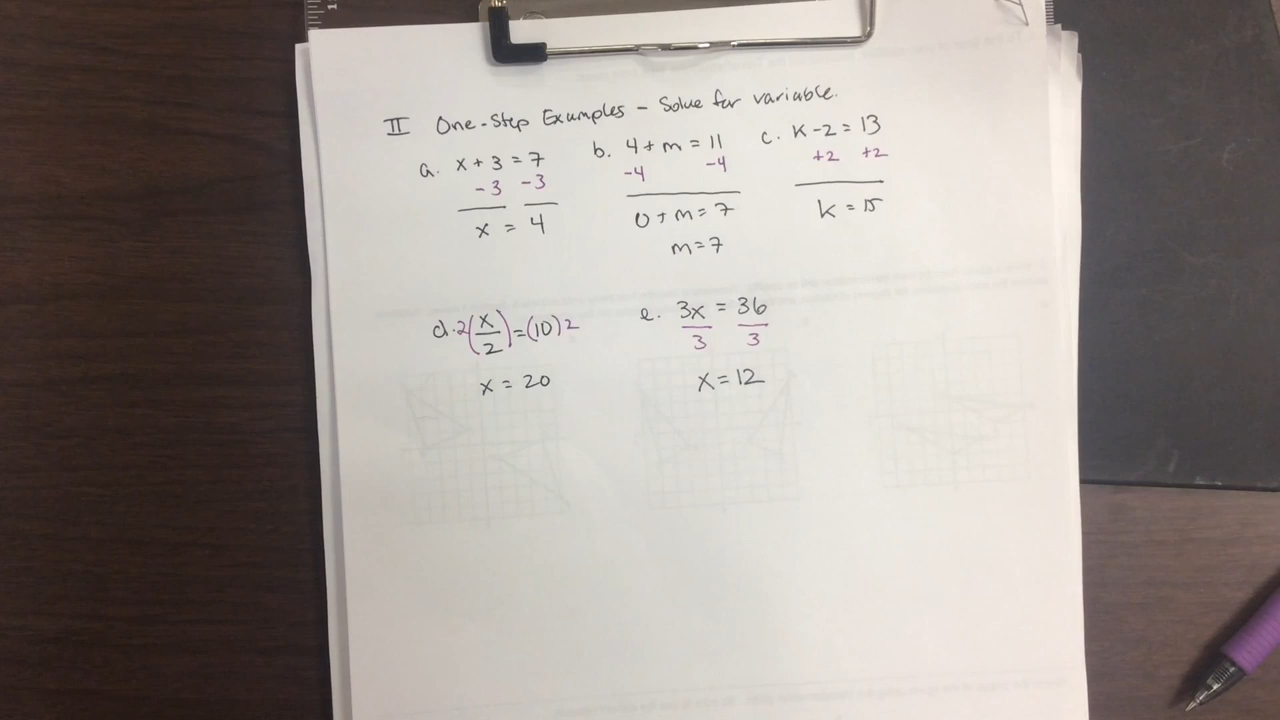 II One-Step Examples - Solve for variable.
a. x + 3 = 7
-3 -3
x = 4
b. 4 + m = 11
-4 -4
0 + m = 7
m = 7
c. k - 2 = 13
+2 +2
k = 15
d. 2(x/2) = (10)2
x = 20
e. 3x = 36
3 3
x = 12